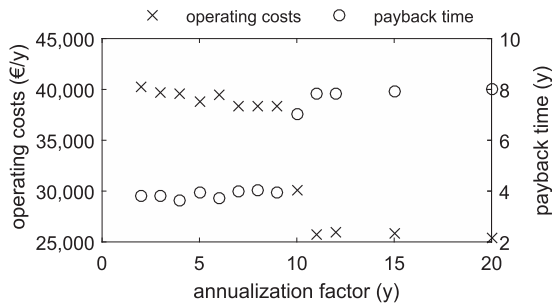 × operating costs ○ payback time
45,000 10
40,000 8
35,000 6
30,000 4
25,000 2
operating costs (€/y)
payback time (y)
0 5 10 15 20
annualization factor (y)